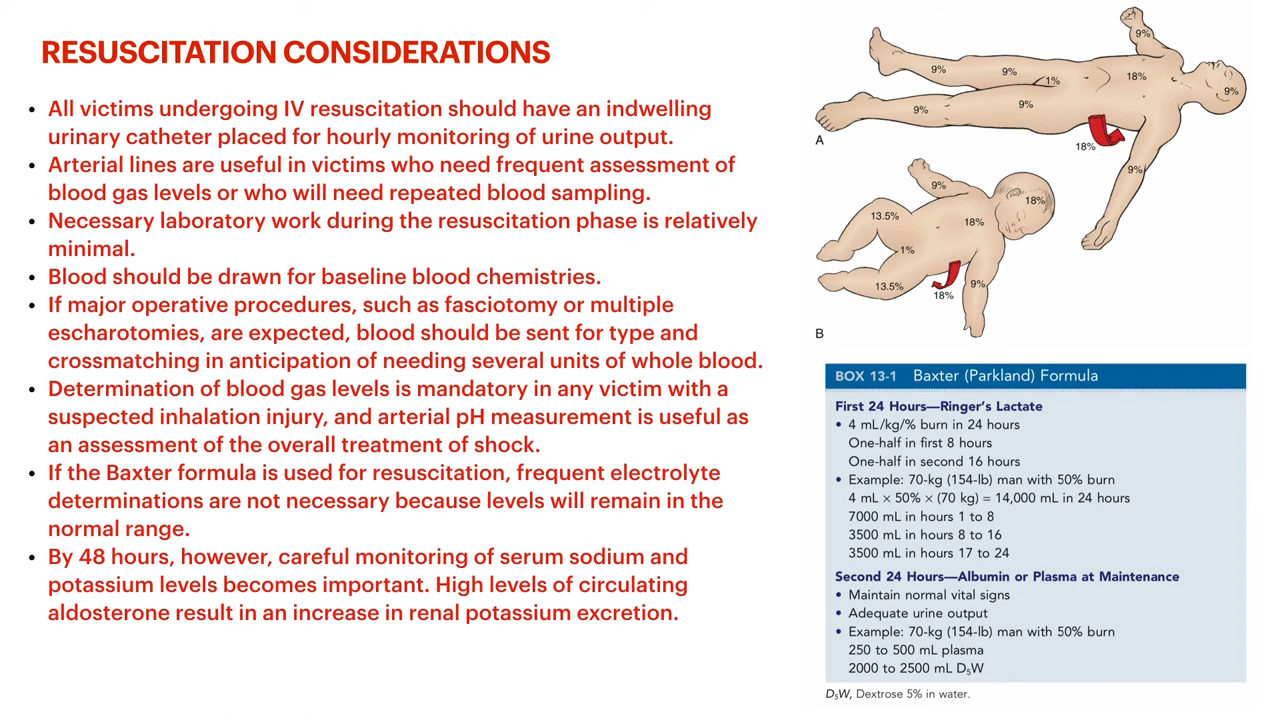 RESUSCITATION CONSIDERATIONS
• All victims undergoing IV resuscitation should have an indwelling
urinary catheter placed for hourly monitoring of urine output.
• Arterial lines are useful in victims who need frequent assessment of
blood gas levels or who will need repeated blood sampling.
• Necessary laboratory work during the resuscitation phase is relatively
minimal.
• Blood should be drawn for baseline blood chemistries.
• If major operative procedures, such as fasciotomy or multiple
escharotomies, are expected, blood should be sent for type and
crossmatching in anticipation of needing several units of whole blood.
• Determination of blood gas levels is mandatory in any victim with a
suspected inhalation injury, and arterial pH measurement is useful as
an assessment of the overall treatment of shock.
• If the Baxter formula is used for resuscitation, frequent electrolyte
determinations are not necessary because levels will remain in the
normal range.
• By 48 hours, however, careful monitoring of serum sodium and
potassium levels becomes important. High levels of circulating
aldosterone result in an increase in renal potassium excretion.
9%
9%
9%
1%
18%
9%
9%
9%
18%
9%
A
9%
18%
13.5%
18%
1%
13.5%
9%
18%
B
BOX 13-1 Baxter (Parkland) Formula
First 24 Hours—Ringer's Lactate
• 4 mL/kg/% burn in 24 hours
One-half in first 8 hours
One-half in second 16 hours
• Example: 70-kg (154-lb) man with 50% burn
4 mL × 50% × (70 kg) = 14,000 mL in 24 hours
7000 mL in hours 1 to 8
3500 mL in hours 8 to 16
3500 mL in hours 17 to 24
Second 24 Hours—Albumin or Plasma at Maintenance
• Maintain normal vital signs
• Adequate urine output
• Example: 70-kg (154-lb) man with 50% burn
250 to 500 mL plasma
2000 to 2500 mL D₅W
D₅W, Dextrose 5% in water.